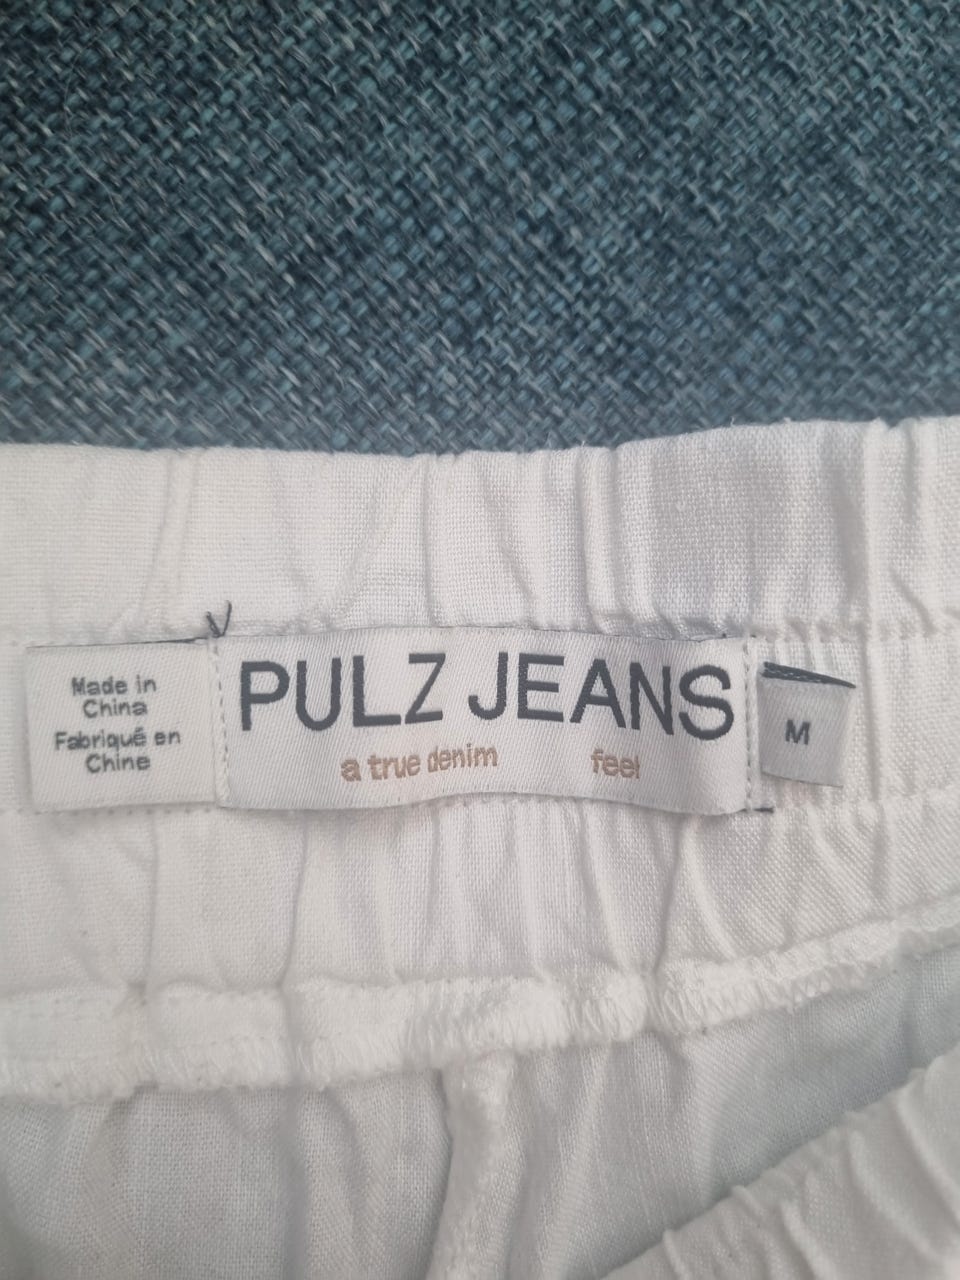 Made in
China
Fabriqué en
Chine
PULZ JEANS
a true denim feel
M